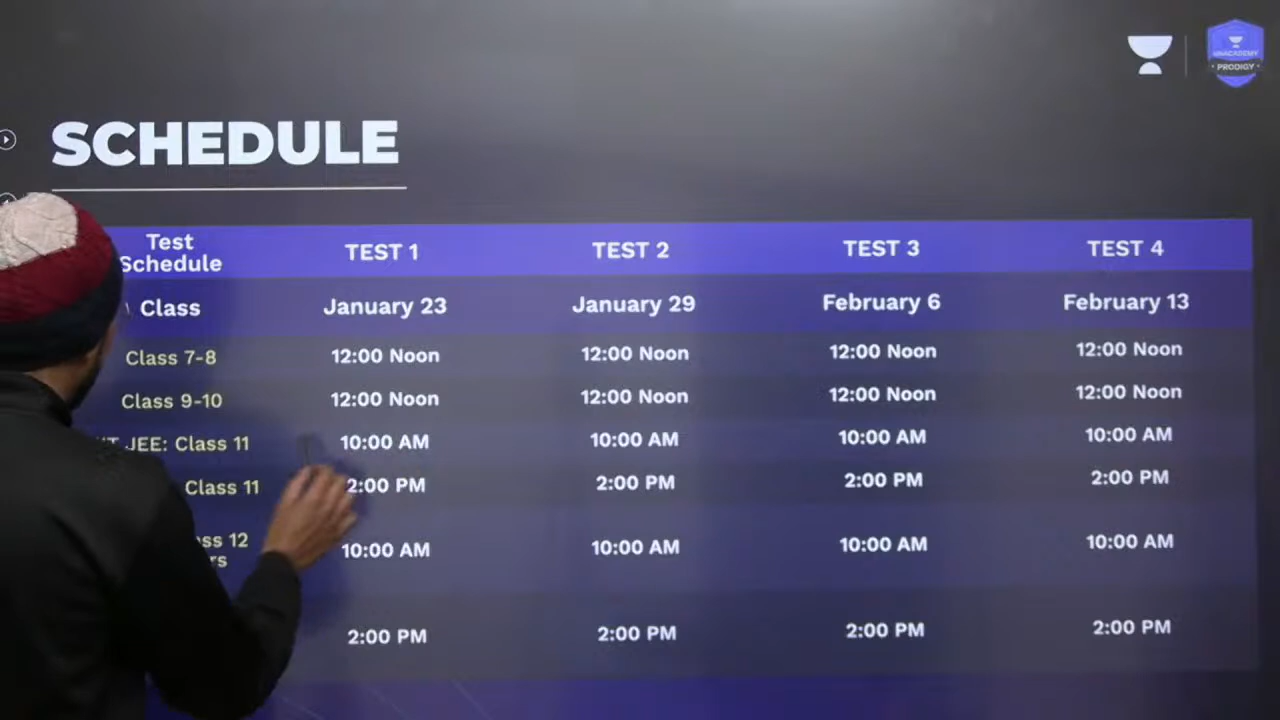 UNACADEMY
PRODIGY
SCHEDULE
Test Schedule TEST 1 TEST 2 TEST 3 TEST 4
Class January 23 January 29 February 6 February 13
Class 7-8 12:00 Noon 12:00 Noon 12:00 Noon 12:00 Noon
Class 9-10 12:00 Noon 12:00 Noon 12:00 Noon 12:00 Noon
JEE: Class 11 10:00 AM 10:00 AM 10:00 AM 10:00 AM
Class 11 2:00 PM 2:00 PM 2:00 PM 2:00 PM
12 10:00 AM 10:00 AM 10:00 AM 10:00 AM
2:00 PM 2:00 PM 2:00 PM 2:00 PM